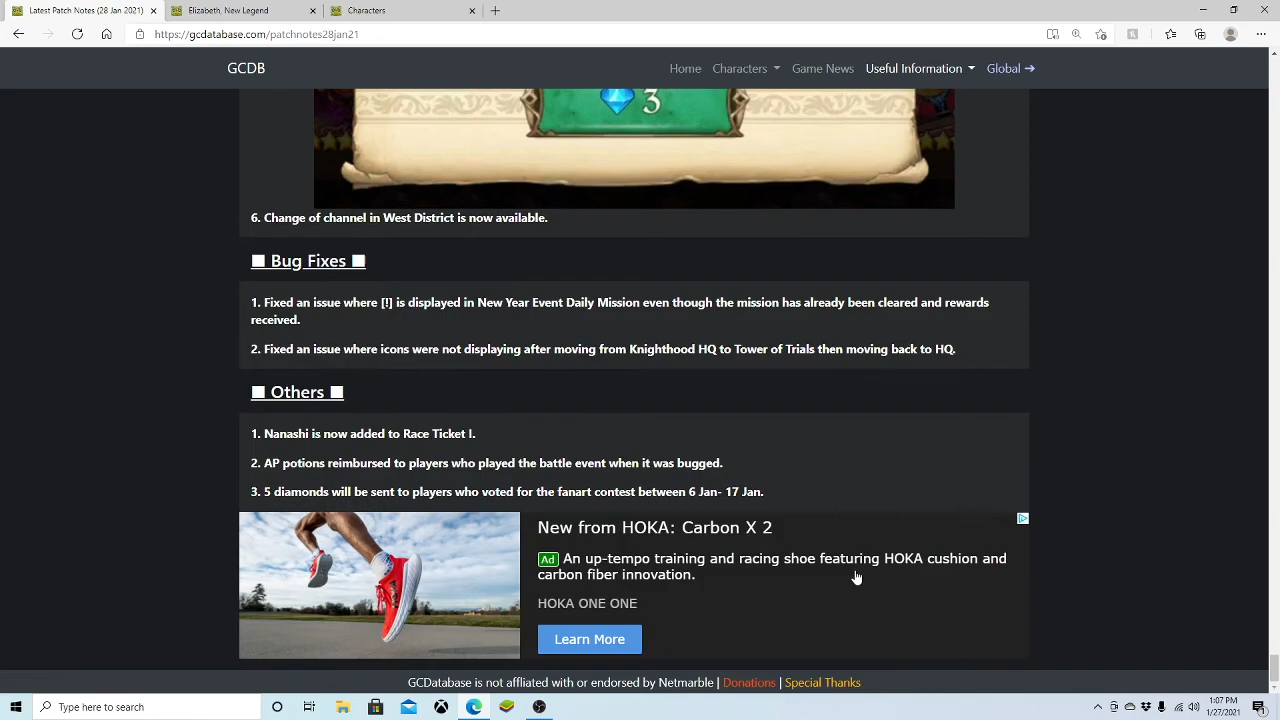 Latest Patch Notes (28 Jan 2021)
Elizabeth, New Legend
Characters
https://gcdatabase.com/patchnotes28jan21
GCDB
Home Characters Game News Useful Information Global
3
6. Change of channel in West District is now available.
Bug Fixes
1. Fixed an issue where [!] is displayed in New Year Event Daily Mission even though the mission has already been cleared and rewards
received.
2. Fixed an issue where icons were not displaying after moving from Knighthood HQ to Tower of Trials then moving back to HQ.
Others
1. Nanashi is now added to Race Ticket I.
2. AP potions reimbursed to players who played the battle event when it was bugged.
3. 5 diamonds will be sent to players who voted for the fanart contest between 6 Jan- 17 Jan.
New from HOKA: Carbon X 2
Ad An up-tempo training and racing shoe featuring HOKA cushion and
carbon fiber innovation.
HOKA ONE ONE
Learn More
GCDatabase is not affliated with or endorsed by Netmarble | Donations | Special Thanks
Type here to search
1:07 PM
1/27/2021
1